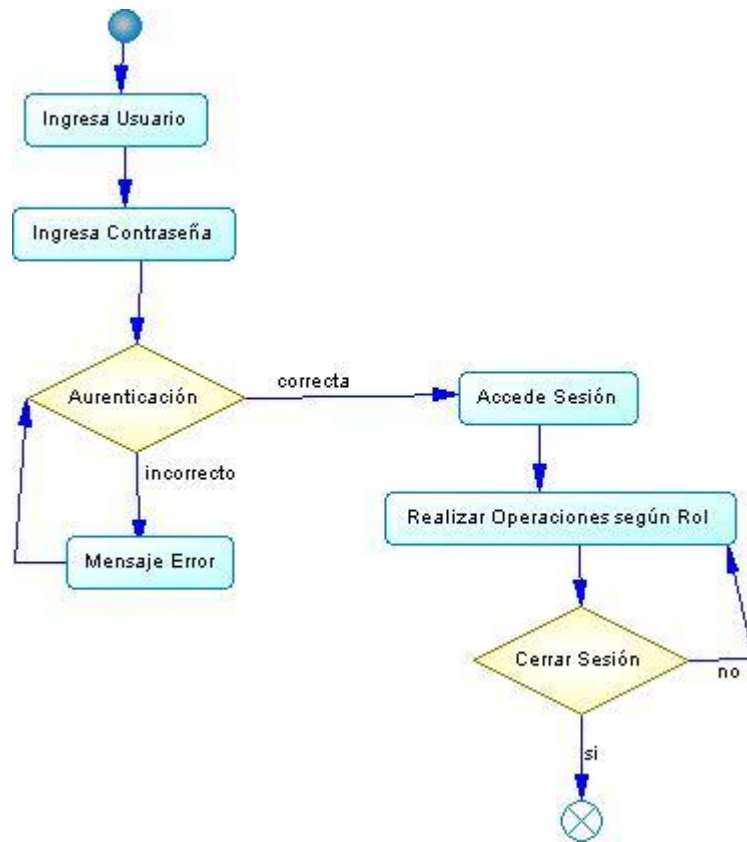 Ingresa Usuario
Ingresa Contraseña
Aurenticación
correcta
Accede Sesión
incorrecto
Realizar Operaciones según Rol
Mensaje Error
Cerrar Sesión
no
si